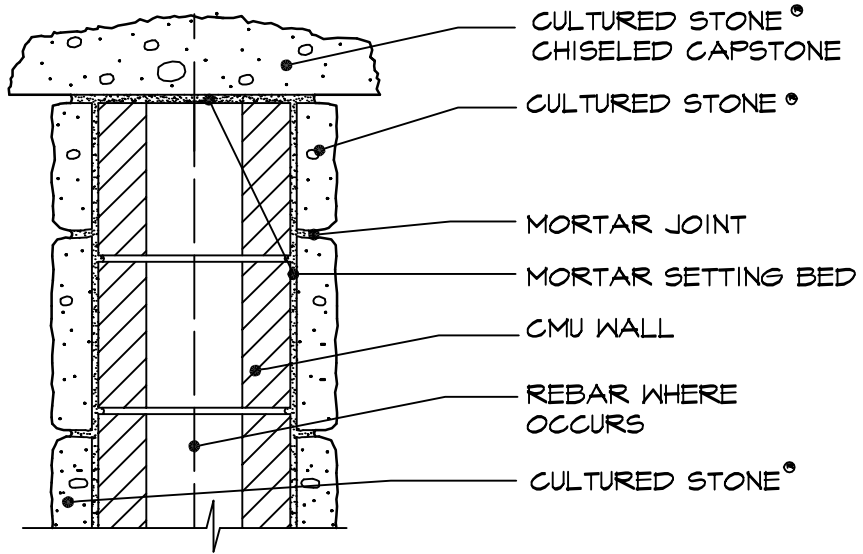 CULTURED STONE®
CHISELED CAPSTONE
CULTURED STONE®
MORTAR JOINT
MORTAR SETTING BED
CMU WALL
REBAR WHERE
OCCURS
CULTURED STONE®